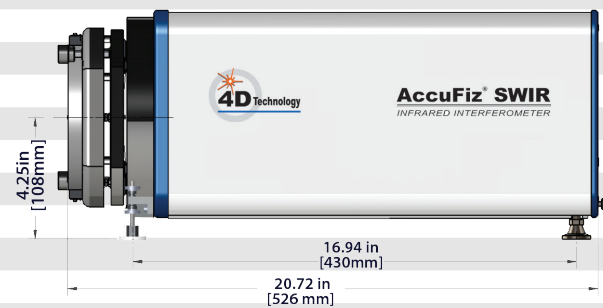 4D Technology
AccuFiz® SWIR
INFRARED INTERFEROMETER
4.25in
[108mm]
16.94 in
[430mm]
20.72 in
[526 mm]